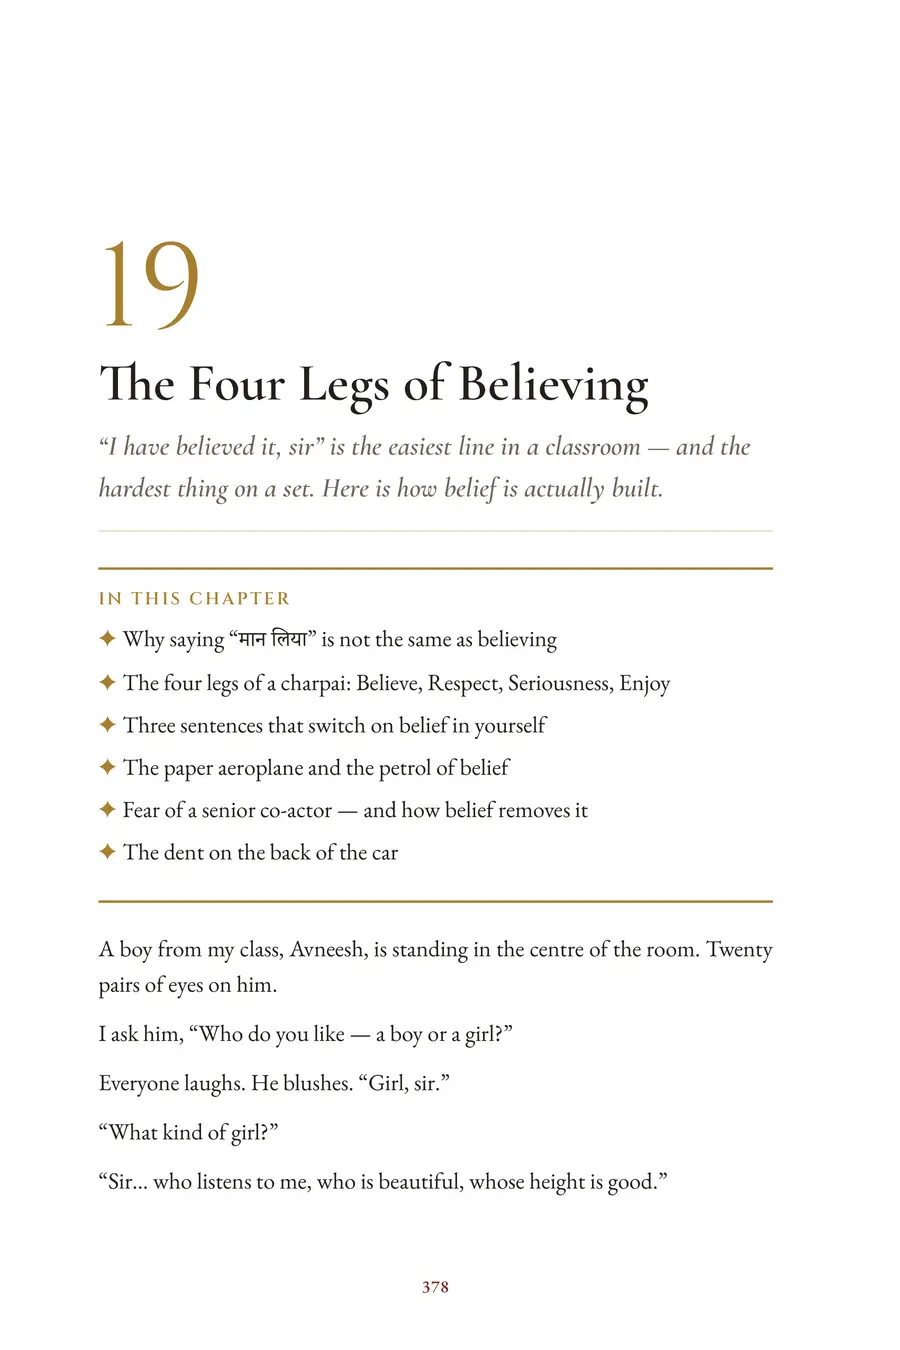 19
The Four Legs of Believing
“I have believed it, sir” is the easiest line in a classroom — and the
hardest thing on a set. Here is how belief is actually built.
IN THIS CHAPTER
✦ Why saying “मान लिया” is not the same as believing
✦ The four legs of a charpai: Believe, Respect, Seriousness, Enjoy
✦ Three sentences that switch on belief in yourself
✦ The paper aeroplane and the petrol of belief
✦ Fear of a senior co-actor — and how belief removes it
✦ The dent on the back of the car
A boy from my class, Avneesh, is standing in the centre of the room. Twenty
pairs of eyes on him.
I ask him, “Who do you like — a boy or a girl?”
Everyone laughs. He blushes. “Girl, sir.”
“What kind of girl?”
“Sir... who listens to me, who is beautiful, whose height is good.”
378